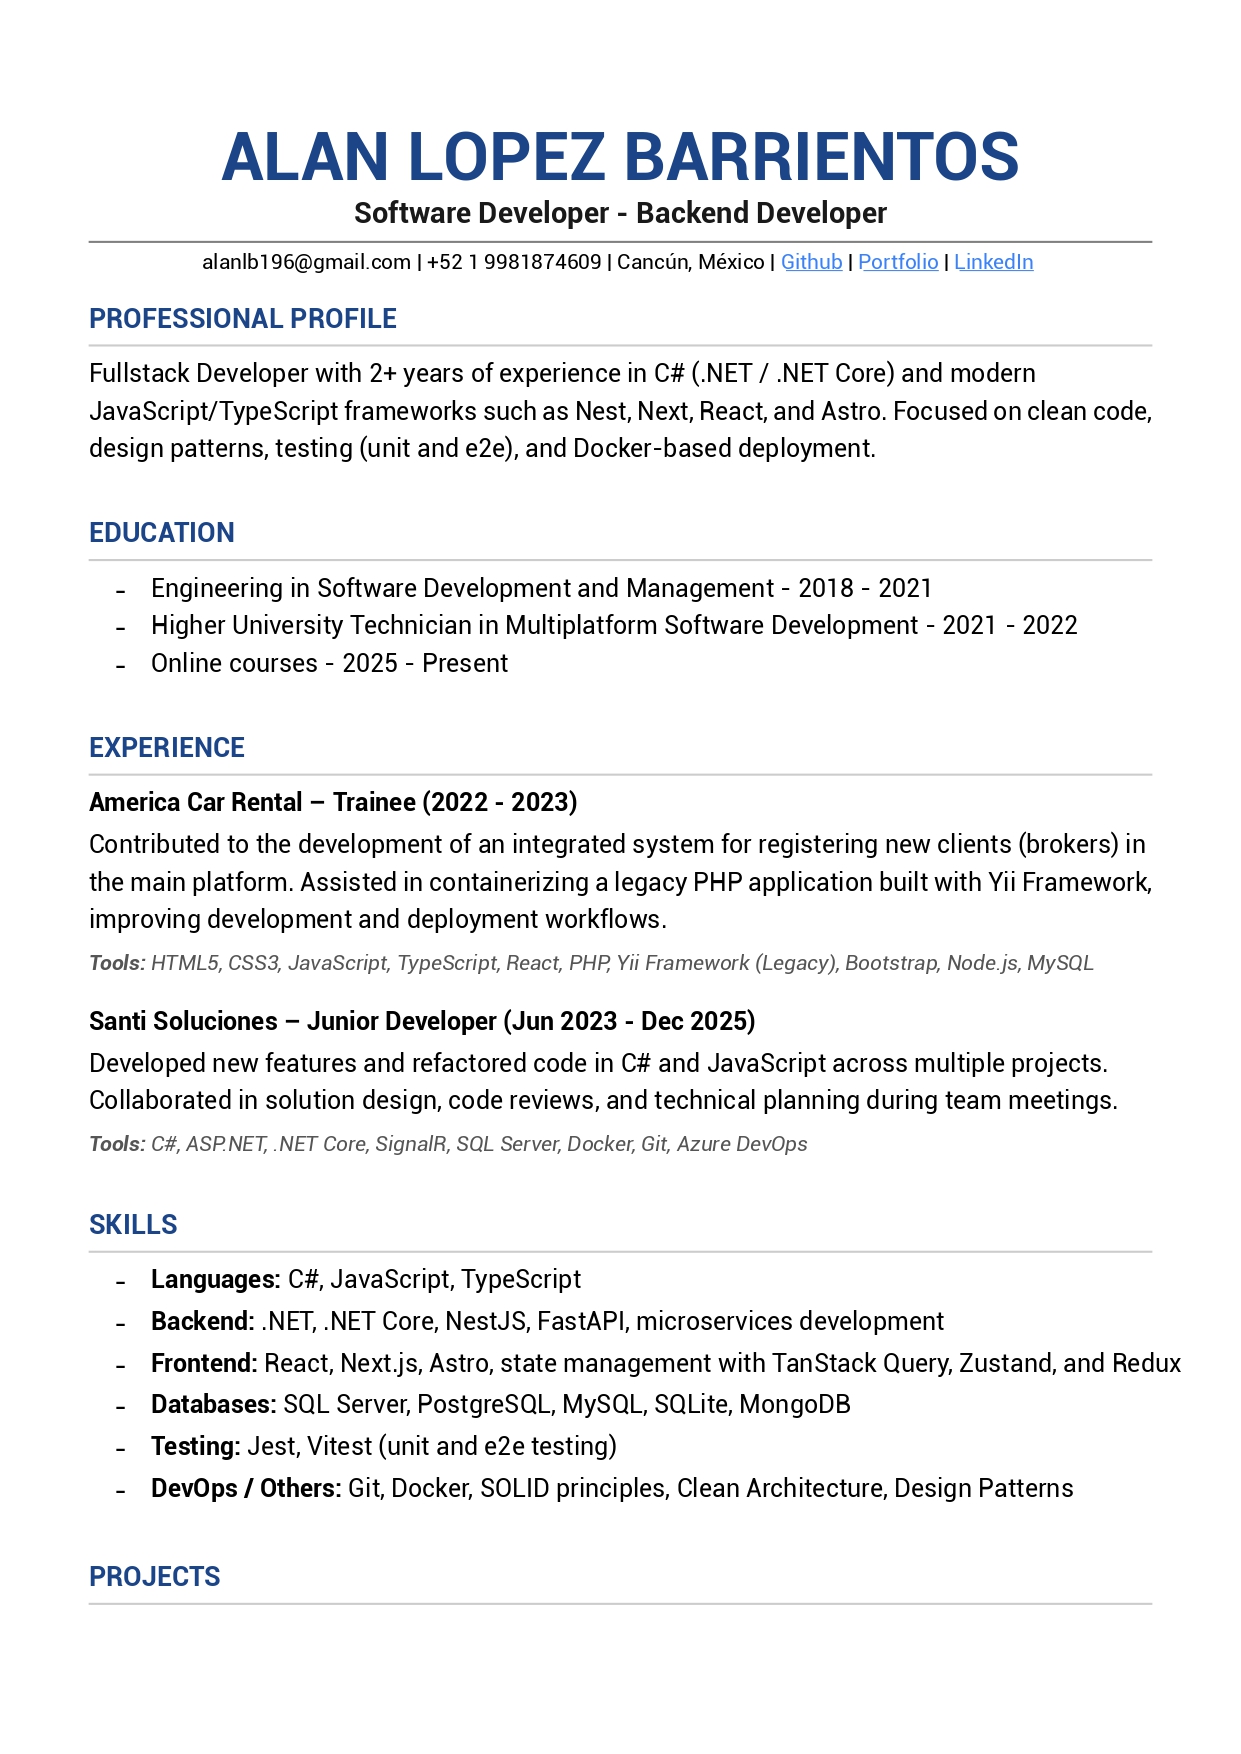 ALAN LOPEZ BARRIENTOS
Software Developer - Backend Developer
alanlb196@gmail.com | +52 1 9981874609 | Cancún, México | Github | Portfolio | LinkedIn
PROFESSIONAL PROFILE
Fullstack Developer with 2+ years of experience in C# (.NET / .NET Core) and modern
JavaScript/TypeScript frameworks such as Nest, Next, React, and Astro. Focused on clean code,
design patterns, testing (unit and e2e), and Docker-based deployment.
EDUCATION
- Engineering in Software Development and Management - 2018 - 2021
- Higher University Technician in Multiplatform Software Development - 2021 - 2022
- Online courses - 2025 - Present
EXPERIENCE
America Car Rental – Trainee (2022 - 2023)
Contributed to the development of an integrated system for registering new clients (brokers) in
the main platform. Assisted in containerizing a legacy PHP application built with Yii Framework,
improving development and deployment workflows.
Tools: HTML5, CSS3, JavaScript, TypeScript, React, PHP, Yii Framework (Legacy), Bootstrap, Node.js, MySQL
Santi Soluciones – Junior Developer (Jun 2023 - Dec 2025)
Developed new features and refactored code in C# and JavaScript across multiple projects.
Collaborated in solution design, code reviews, and technical planning during team meetings.
Tools: C#, ASP.NET, .NET Core, SignalR, SQL Server, Docker, Git, Azure DevOps
SKILLS
- Languages: C#, JavaScript, TypeScript
- Backend: .NET, .NET Core, NestJS, FastAPI, microservices development
- Frontend: React, Next.js, Astro, state management with TanStack Query, Zustand, and Redux
- Databases: SQL Server, PostgreSQL, MySQL, SQLite, MongoDB
- Testing: Jest, Vitest (unit and e2e testing)
- DevOps / Others: Git, Docker, SOLID principles, Clean Architecture, Design Patterns
PROJECTS